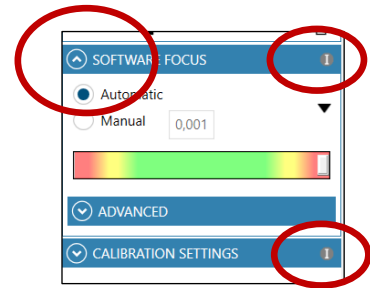 SOFTWARE FOCUS
Automatic
Manual 0,001
ADVANCED
CALIBRATION SETTINGS